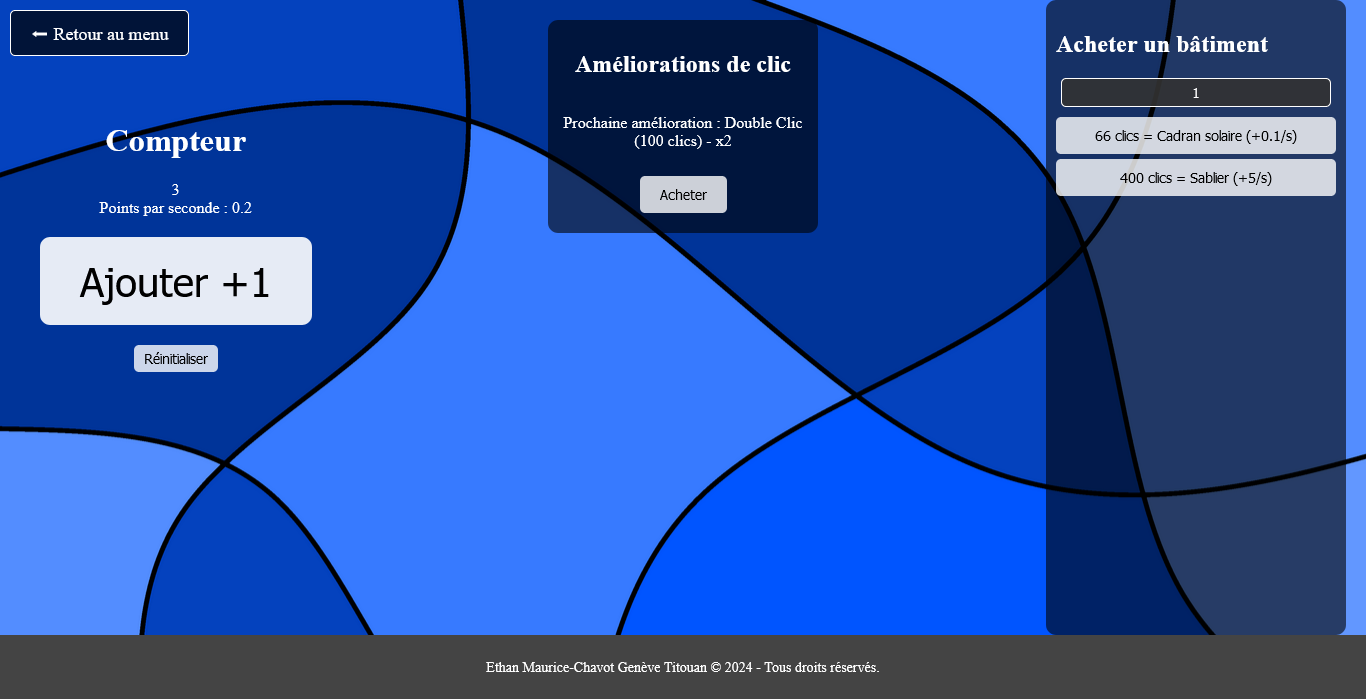 ⬅ Retour au menu
Compteur
3
Points par seconde : 0.2
Ajouter +1
Réinitialiser
Améliorations de clic
Prochaine amélioration : Double Clic
(100 clics) - x2
Acheter
Acheter un bâtiment
1
66 clics = Cadran solaire (+0.1/s)
400 clics = Sablier (+5/s)
Ethan Maurice-Chavot Genève Titouan © 2024 - Tous droits réservés.